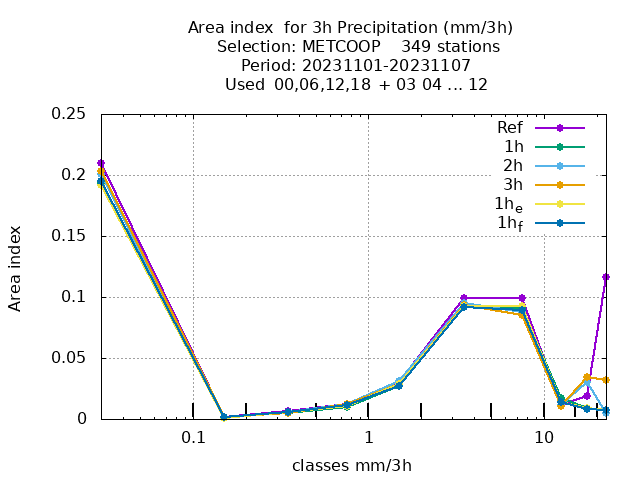 Area index  for 3h Precipitation (mm/3h)
Selection: METCOOP    349 stations
Period: 20231101-20231107
Used  00,06,12,18 + 03 04 ... 12
0.25
0.2
0.15
0.1
0.05
0
Area index
Ref
1h
2h
3h
1he
1hf
0.1
1
10
classes mm/3h